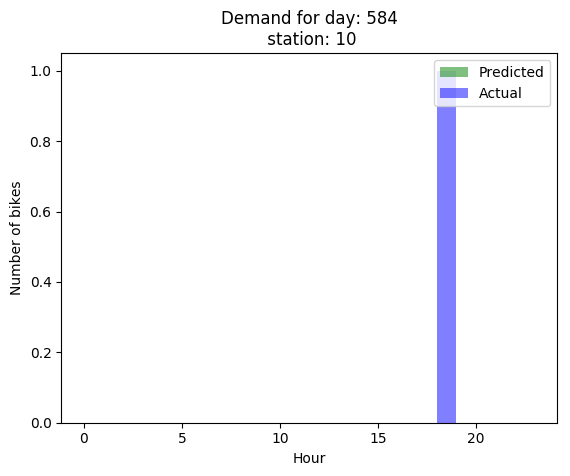 Demand for day: 584
station: 10
Predicted
Actual
Number of bikes
1.0
0.8
0.6
0.4
0.2
0.0
0 5 10 15 20
Hour